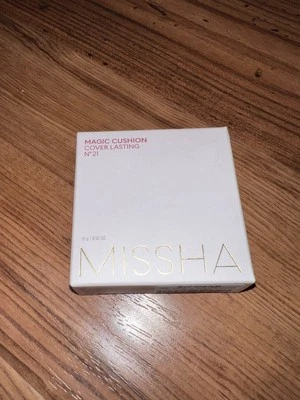 MAGIC CUSHION
COVER LASTING
N°21
MISSHA